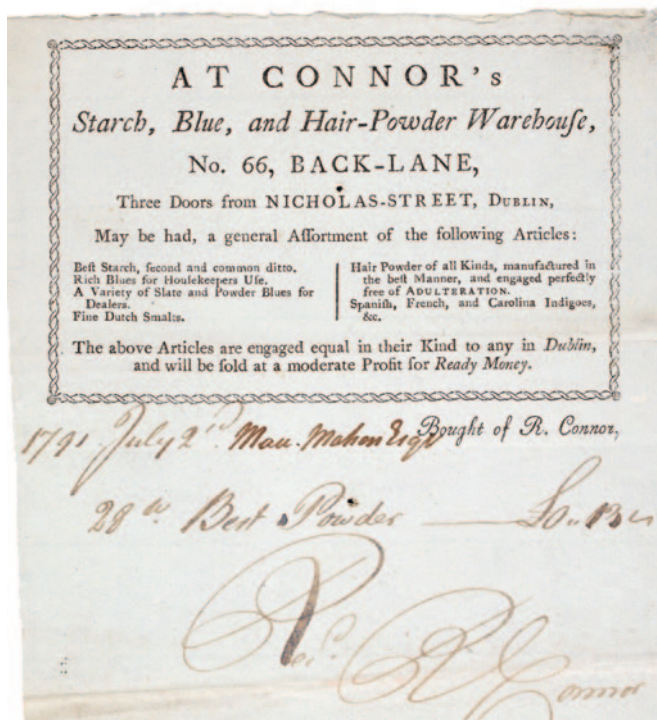 AT CONNOR's
Starch, Blue, and Hair-Powder Warehouſe,
No. 66, BACK-LANE,
Three Doors from NICHOLAS-STREET, DUBLIN,
May be had, a general Aſſortment of the following Articles:
Beſt Starch, ſecond and common ditto.
Rich Blues for Houſekeepers Uſe.
A Variety of Slate and Powder Blues for
Dealers.
Fine Dutch Smalts.
Hair Powder of all Kinds, manufactured in
the beſt Manner, and engaged perfectly
free of ADULTERATION.
Spaniſh, French, and Carolina Indigoes,
&c.
The above Articles are engaged equal in their Kind to any in Dublin,
and will be ſold at a moderate Profit for Ready Money.
1791 July 2d Mau. Mahon Esqr Bought of R. Connor,
28 Best Powder £0
Recd. R Connor